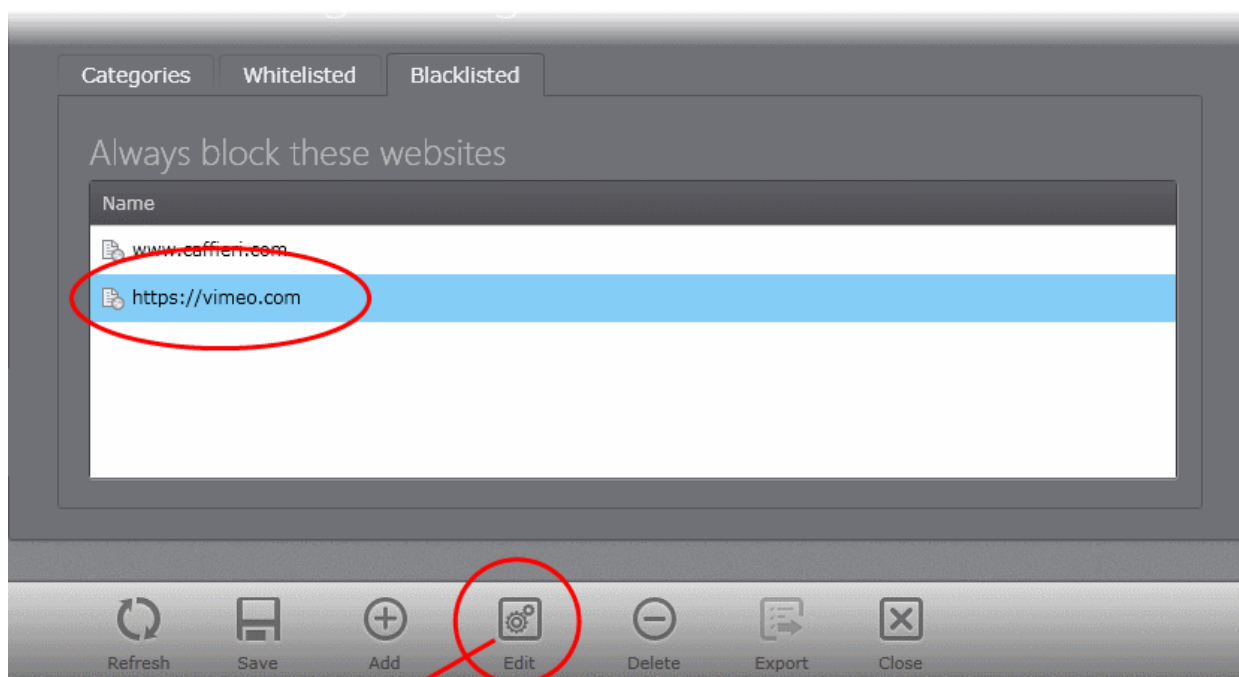 Categories Whitelisted Blacklisted
Always block these websites
Name
www.caffieri.com
https://vimeo.com
Refresh Save Add Edit Delete Export Close